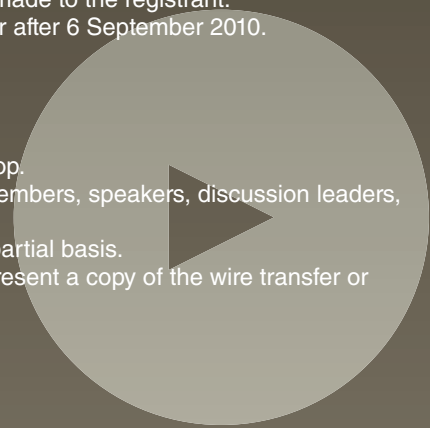 made to the registrant.
r after 6 September 2010.
op.
embers, speakers, discussion leaders,
partial basis.
resent a copy of the wire transfer or